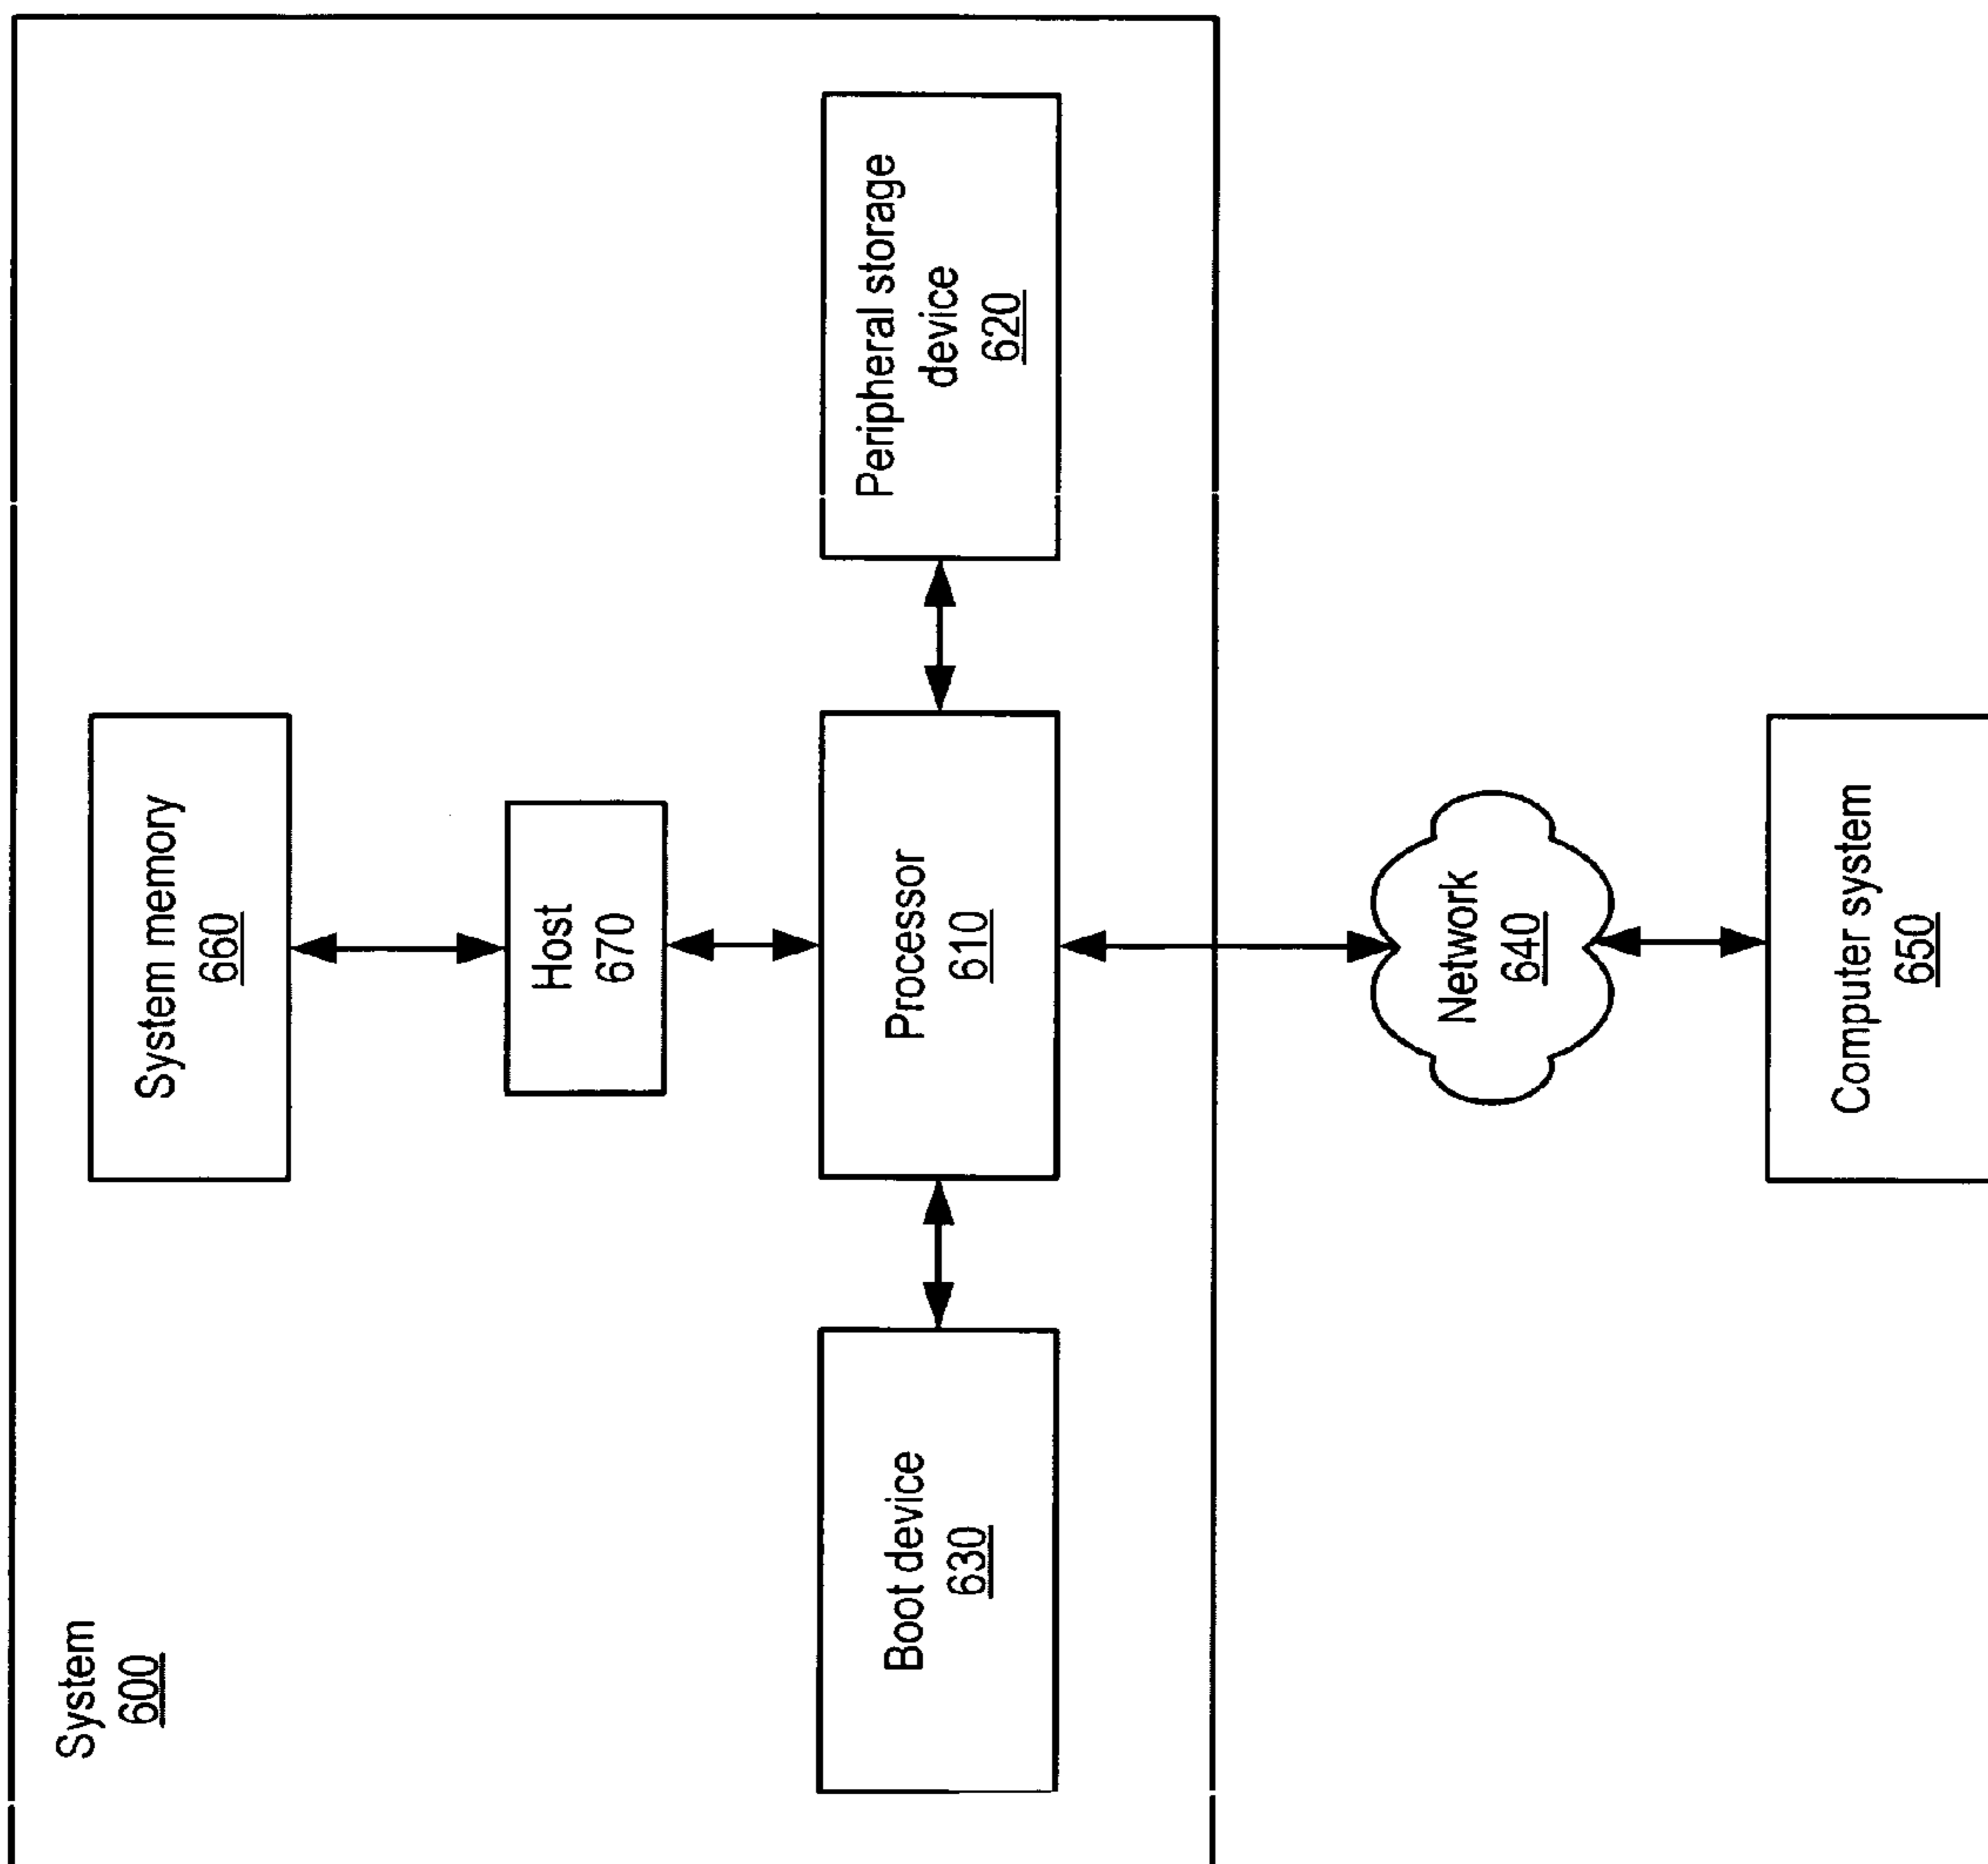 System
600
System memory
660
Host
670
Boot device
630
Processor
610
Peripheral storage
device
620
Network
640
Computer system
650